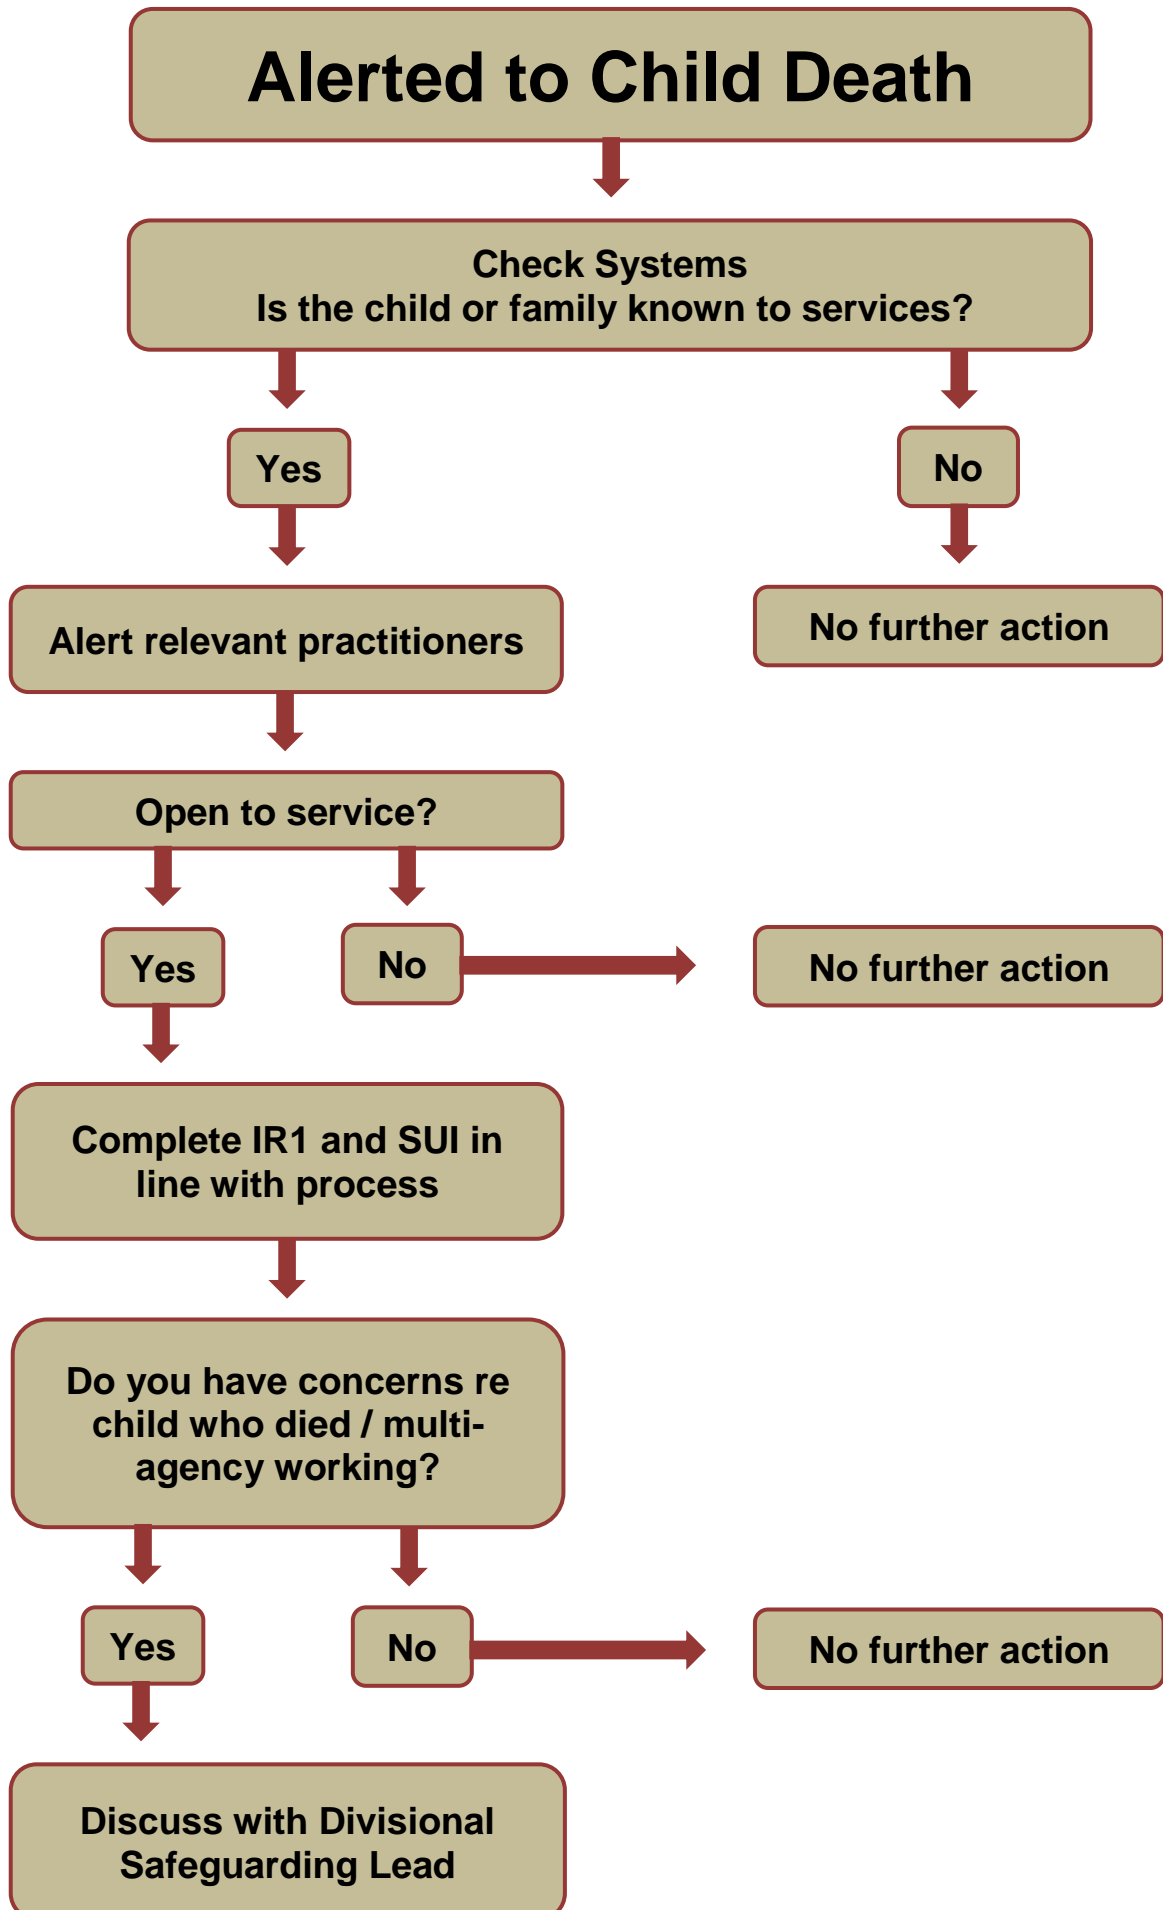 Alerted to Child Death
Check Systems
Is the child or family known to services?
Yes
No
Alert relevant practitioners
No further action
Open to service?
Yes
No
No further action
Complete IR1 and SUI in
line with process
Do you have concerns re
child who died / multi-
agency working?
Yes
No
No further action
Discuss with Divisional
Safeguarding Lead